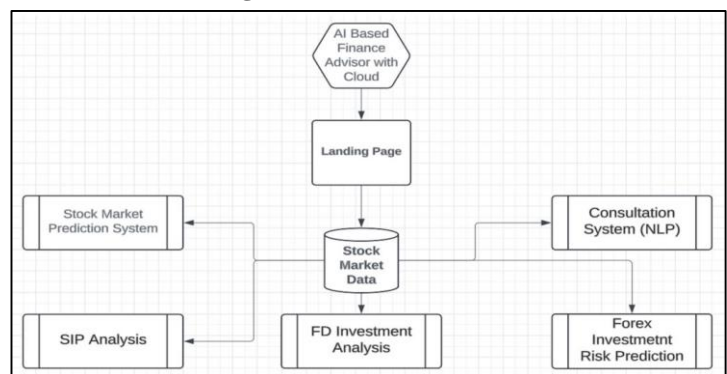 AI Based
Finance
Advisor with
Cloud
Landing Page
Stock Market
Prediction System
Consultation
System (NLP)
Stock
Market
Data
SIP Analysis
FD Investment
Analysis
Forex
Investmetnt
Risk Prediction